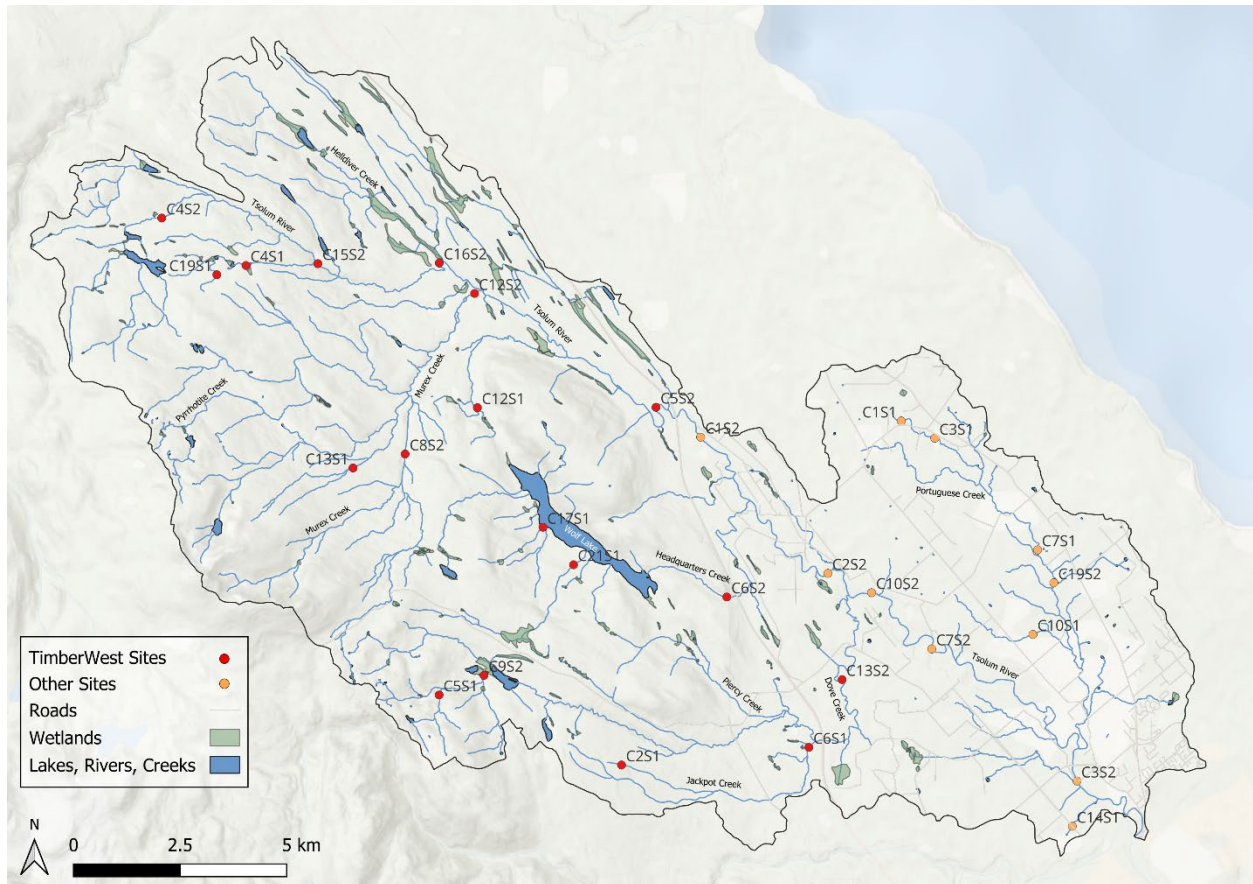 Helldiver Creek
C4S2
Tsolum River
C16S2
C15S2
C4S1
C19S1
C12S2
Tsolum River
Murex Creek
Pyrrhotite Creek
C12S1
C5S2
C1S1
C1S2
C3S1
C8S2
C13S1
Portuguese Creek
Murex Creek
C17S1
Wolf Lake
C7S1
C21S1
Headquarters Creek
C2S2
C19S2
C6S2
C10S2
C10S1
C7S2
Tsolum River
C9S2
C13S2
C5S1
Piercy Creek
Dove Creek
C6S1
C2S1
Jackpot Creek
C3S2
C14S1
TimberWest Sites
Other Sites
Roads
Wetlands
Lakes, Rivers, Creeks
N
0 2.5 5 km